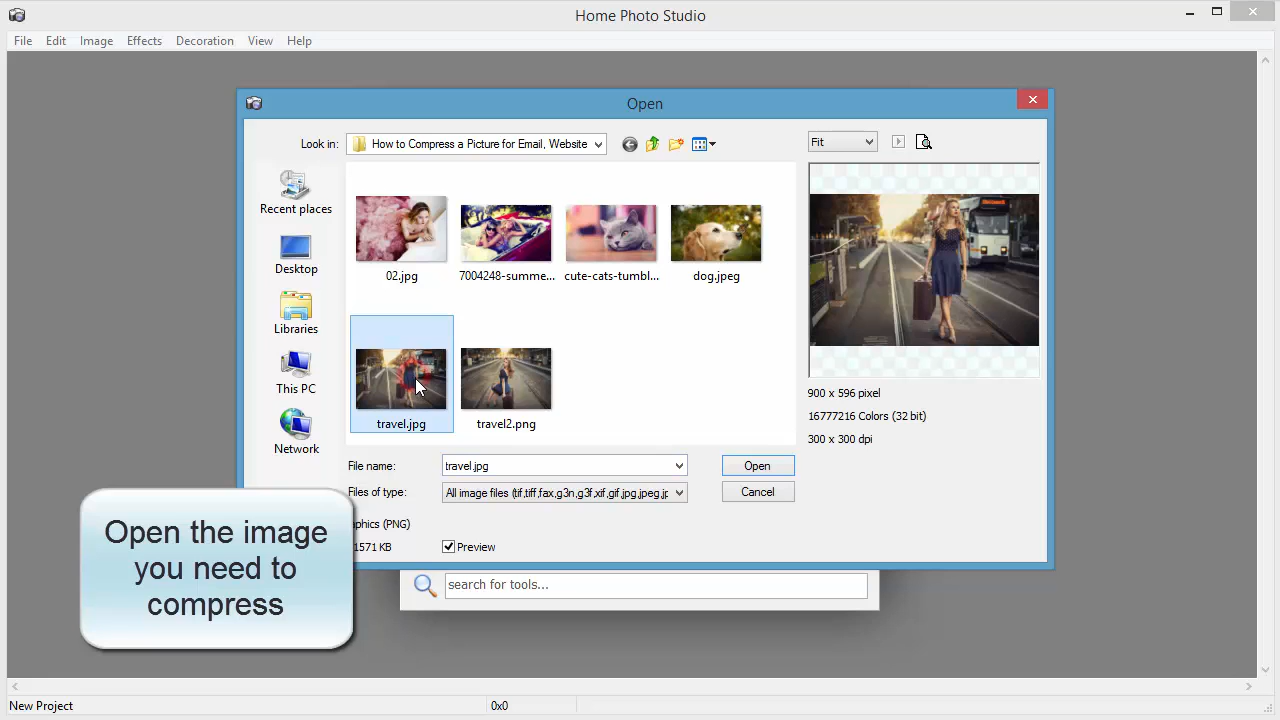 Home Photo Studio
File Edit Image Effects Decoration View Help
Open
Look in: How to Compress a Picture for Email, Website
Fit
Recent places
Desktop
Libraries
This PC
Network
02.jpg 7004248-summe... cute-cats-tumbl... dog.jpeg
travel.jpg travel2.png
900 x 596 pixel
16777216 Colors (32 bit)
300 x 300 dpi
File name: travel.jpg Open
Files of type: All image files (tif,tiff,fax,g3n,g3f,xif,gif,jpg,jpeg,jp Cancel
aphics (PNG)
1571 KB Preview
Open the image
you need to
compress
search for tools...
New Project 0x0